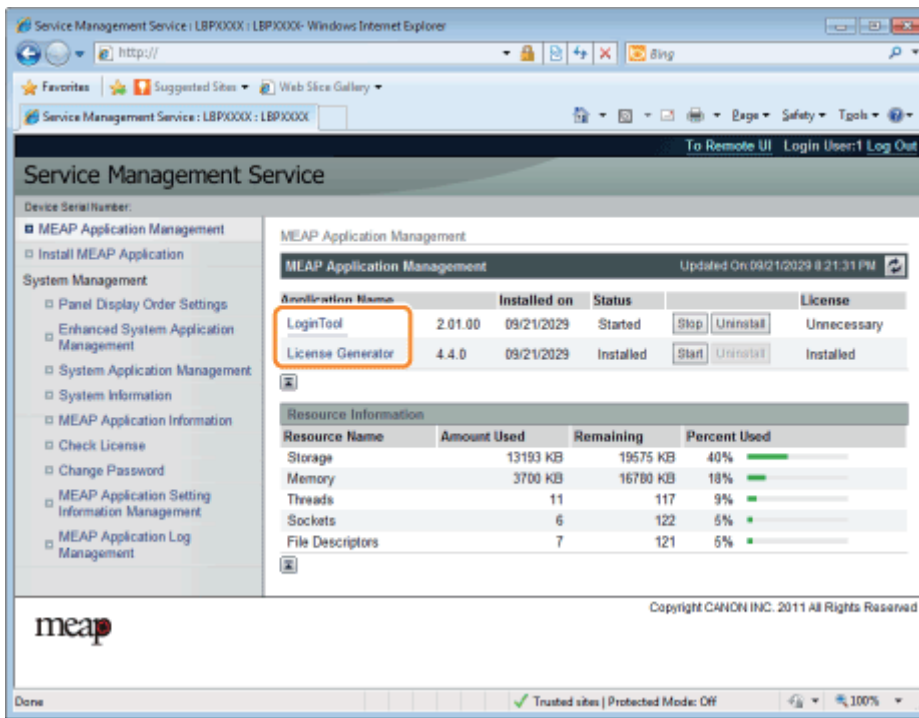 Service Management Service : LBPXXXX : LBPXXXX- Windows Internet Explorer
http://
Bing
Favorites Suggested Sites Web Slice Gallery
Service Management Service : LBPXXXX : LBPXXXX
Page Safety Tools
To Remote UI Login User:1 Log Out
Service Management Service
Device Serial Number:
MEAP Application Management
Install MEAP Application
System Management
Panel Display Order Settings
Enhanced System Application
Management
System Application Management
System Information
MEAP Application Information
Check License
Change Password
MEAP Application Setting
Information Management
MEAP Application Log
Management
MEAP Application Management
MEAP Application Management Updated On:09/21/2029 8:21:31 PM
Application Name Installed on Status License
LoginTool 2.01.00 09/21/2029 Started Stop Uninstall Unnecessary
License Generator 4.4.0 09/21/2029 Installed Start Uninstall Installed
Resource Information
Resource Name Amount Used Remaining Percent Used
Storage 13193 KB 19575 KB 40%
Memory 3700 KB 16780 KB 18%
Threads 11 117 9%
Sockets 6 122 5%
File Descriptors 7 121 5%
Copyright CANON INC. 2011 All Rights Reserved
meap
Done Trusted sites | Protected Mode: Off 100%